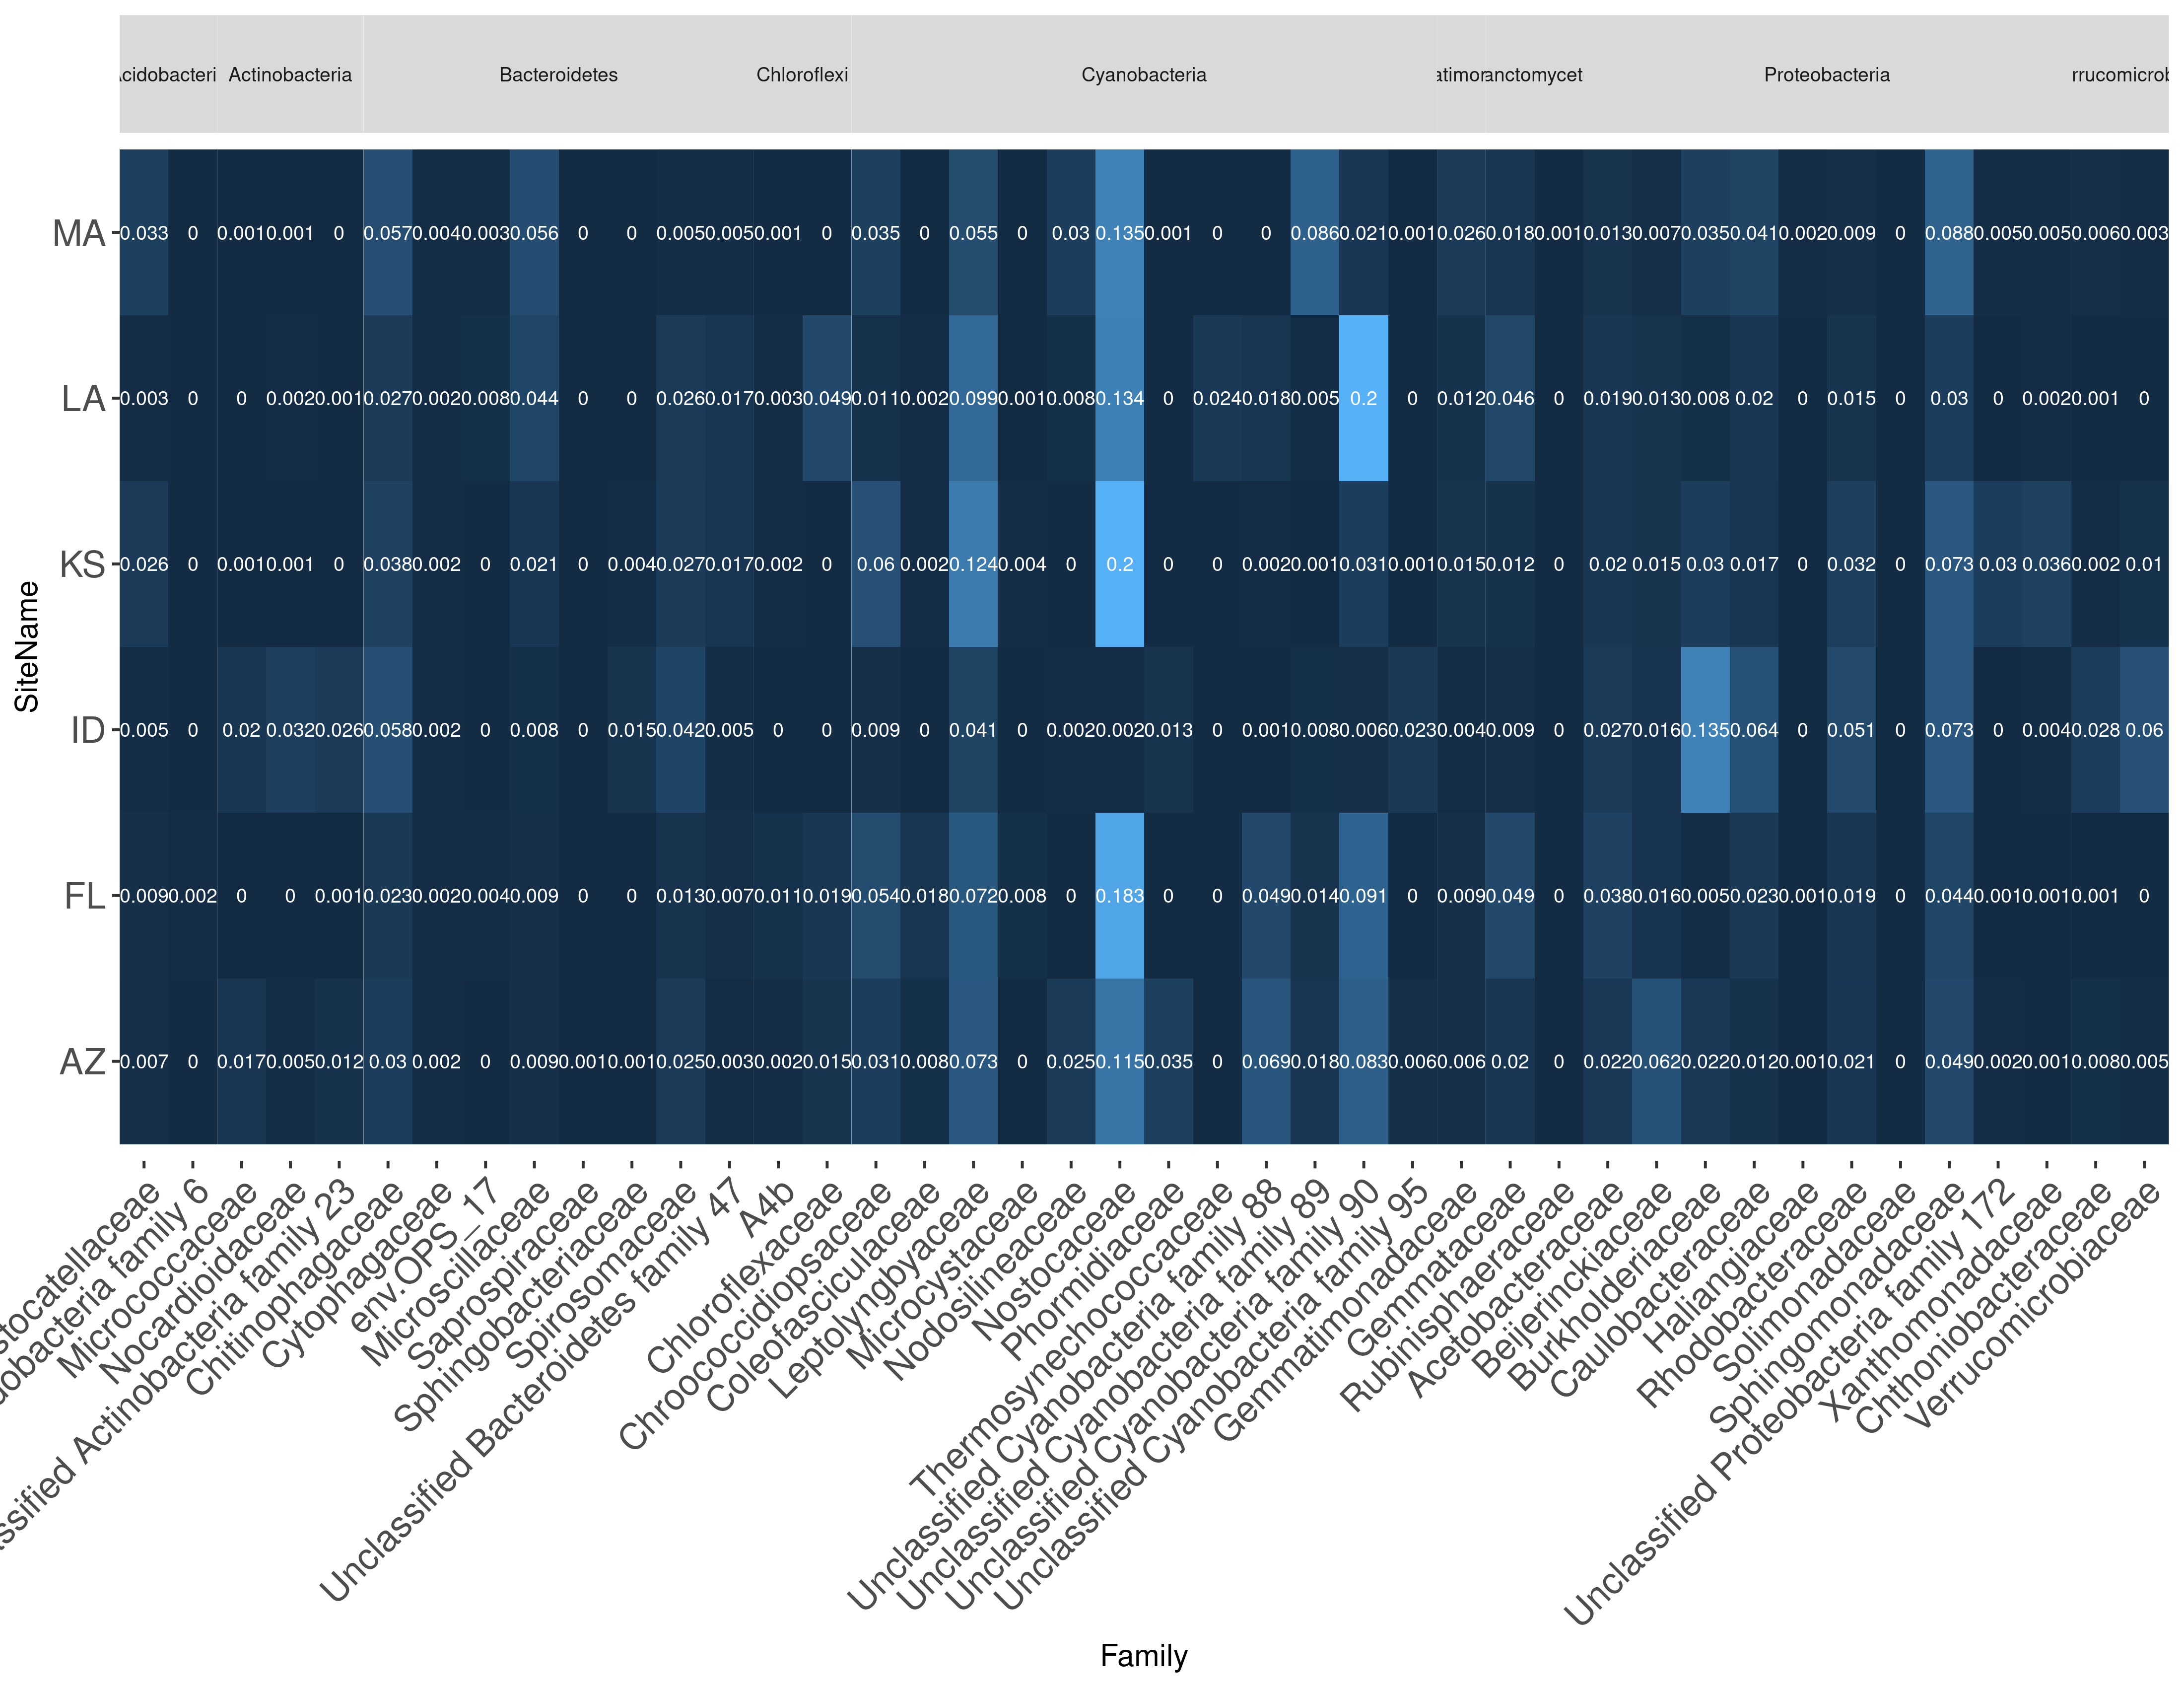 cidobacteri Actinobacteria Bacteroidetes Chloroflexi Cyanobacteria atimor anctomycet Proteobacteria rrucomicrob
MA 0.033 0 0.001 0.001 0 0.057 0.004 0.003 0.056 0 0 0.005 0.005 0.001 0 0.035 0 0.055 0 0.03 0.135 0.001 0 0 0.086 0.021 0.001 0.026 0.018 0.001 0.013 0.007 0.035 0.041 0.002 0.009 0 0.088 0.005 0.005 0.006 0.003
LA 0.003 0 0 0.002 0.001 0.027 0.002 0.008 0.044 0 0 0.026 0.017 0.003 0.049 0.011 0.002 0.099 0.001 0.008 0.134 0 0.024 0.018 0.005 0.2 0 0.012 0.046 0 0.019 0.013 0.008 0.02 0 0.015 0 0.03 0 0.002 0.001 0
KS 0.026 0 0.001 0.001 0 0.038 0.002 0 0.021 0 0.004 0.027 0.017 0.002 0 0.06 0.002 0.124 0.004 0 0.2 0 0 0.002 0.001 0.031 0.001 0.015 0.012 0 0.02 0.015 0.03 0.017 0 0.032 0 0.073 0.03 0.036 0.002 0.01
ID 0.005 0 0.02 0.032 0.026 0.058 0.002 0 0.008 0 0.015 0.042 0.005 0 0 0.009 0 0.041 0 0.002 0.002 0.013 0 0.001 0.008 0.006 0.023 0.004 0.009 0 0.027 0.016 0.135 0.064 0 0.051 0 0.073 0 0.004 0.028 0.06
FL 0.009 0.002 0 0 0.001 0.023 0.002 0.004 0.009 0 0 0.013 0.007 0.011 0.019 0.054 0.018 0.072 0.008 0 0.183 0 0 0.049 0.014 0.091 0 0.009 0.049 0 0.038 0.016 0.005 0.023 0.001 0.019 0 0.044 0.001 0.001 0.001 0
AZ 0.007 0 0.017 0.005 0.012 0.03 0.002 0 0.009 0.001 0.001 0.025 0.003 0.002 0.015 0.031 0.008 0.073 0 0.025 0.115 0.035 0 0.069 0.018 0.083 0.006 0.006 0.02 0 0.022 0.062 0.022 0.012 0.001 0.021 0 0.049 0.002 0.001 0.008 0.005
SiteName
stocatellaceae
dobacteria family 6
Micrococcaceae
Nocardioidaceae
assified Actinobacteria family 23
Chitinophagaceae
Cytophagaceae
env.OPS_17
Microscillaceae
Saprospiraceae
Sphingobacteriaceae
Spirosomaceae
Unclassified Bacteroidetes family 47
A4b
Chloroflexaceae
Chroococcidiopsaceae
Coleofasciculaceae
Leptolyngbyaceae
Microcystaceae
Nodosilineaceae
Nostocaceae
Phormidiaceae
Thermosynechococcaceae
Unclassified Cyanobacteria family 88
Unclassified Cyanobacteria family 89
Unclassified Cyanobacteria family 90
Unclassified Cyanobacteria family 95
Gemmatimonadaceae
Gemmataceae
Rubinisphaeraceae
Acetobacteraceae
Beijerinckiaceae
Burkholderiaceae
Caulobacteraceae
Haliangiaceae
Rhodobacteraceae
Solimonadaceae
Sphingomonadaceae
Unclassified Proteobacteria family 172
Xanthomonadaceae
Chthoniobacteraceae
Verrucomicrobiaceae
Family